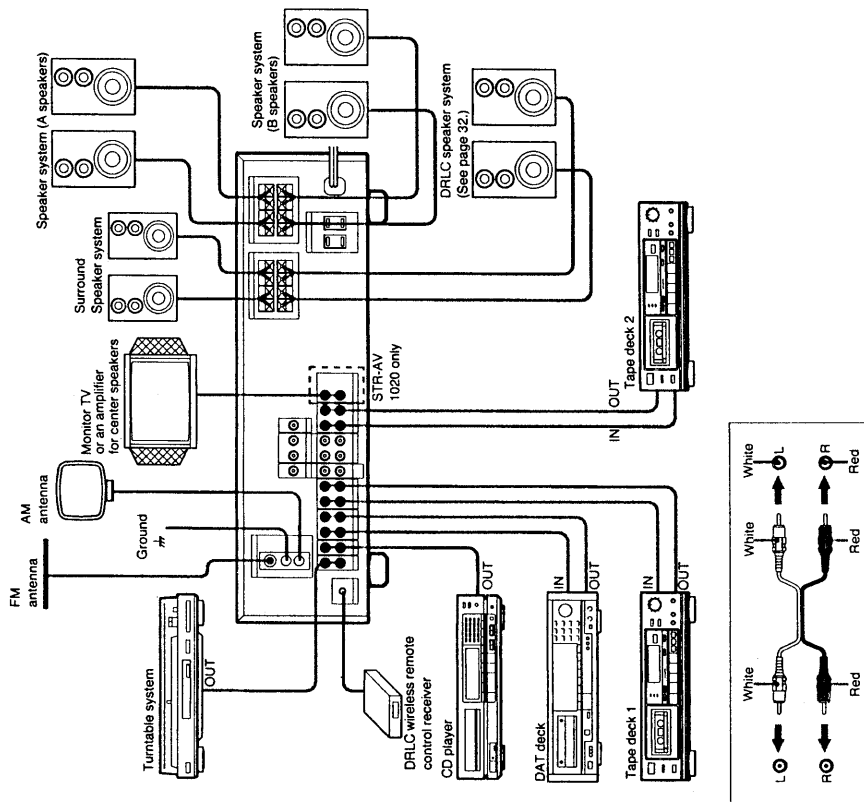 FM
antenna
AM
antenna
Ground
Monitor TV
or an amplifier
for center speakers
Surround
Speaker system
Speaker system (A speakers)
Speaker system
(B speakers)
DRLC speaker system
(See page 32.)
STR-AV
1020 only
Turntable system
OUT
DRLC wireless remote
control receiver
CD player
OUT
DAT deck
IN
OUT
Tape deck 1
IN
OUT
Tape deck 2
IN
OUT
White
White
White
White
L
L
R
R
Red
Red
Red
Red